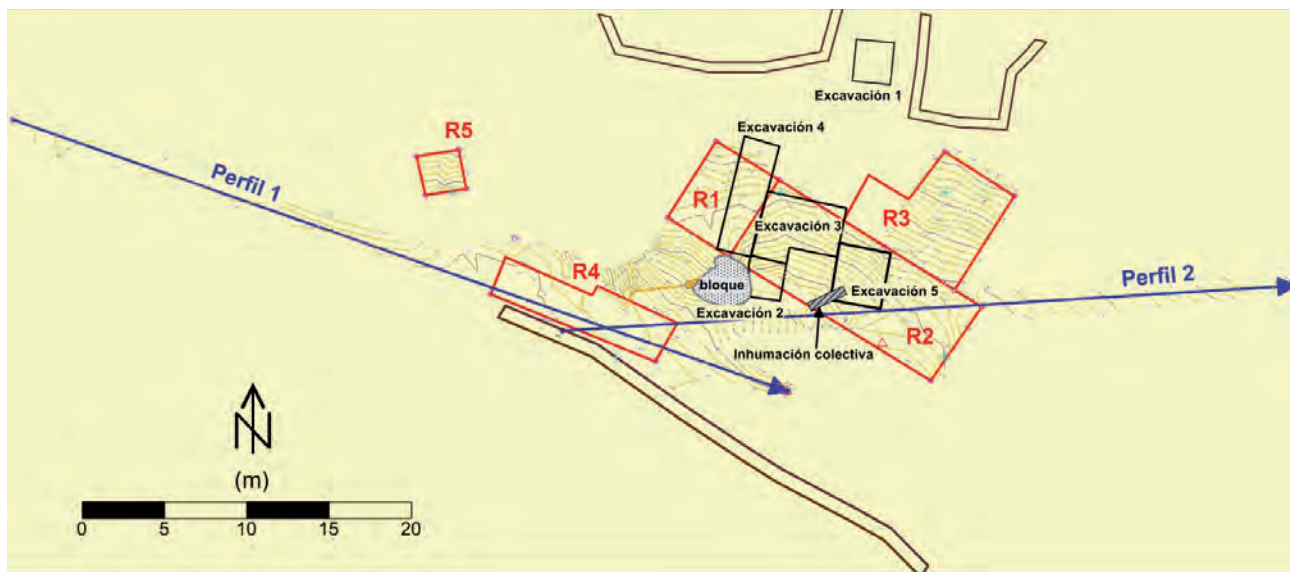 Excavación 1
Excavación 4
R5
Perfil 1
R1
R3
Excavación 3
R4
bloque
Excavación 5
Perfil 2
Excavación 2
R2
Inhumación colectiva
N
(m)
0 5 10 15 20